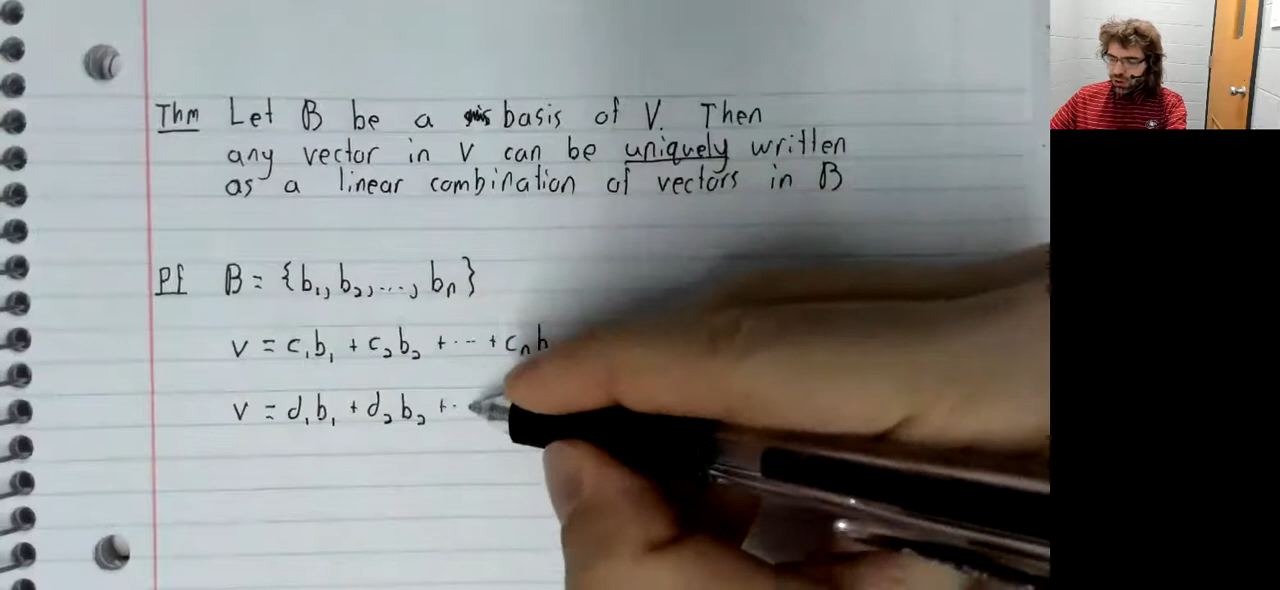 Thm Let B be a basis of V. Then
any vector in V can be uniquely written
as a linear combination of vectors in B
Pf B = {b₁, b₂, ..., bₙ}
v = c₁b₁ + c₂b₂ + ··· + cₙb
v = d₁b₁ + d₂b₂ + ··